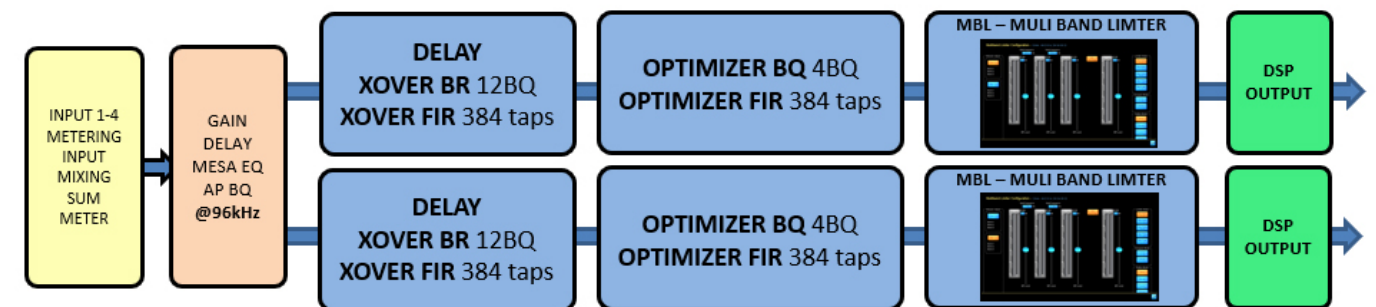 INPUT 1-4
METERING
INPUT
MIXING
SUM
METER
GAIN
DELAY
MESA EQ
AP BQ
@96kHz
DELAY
XOVER BR 12BQ
XOVER FIR 384 taps
OPTIMIZER BQ 4BQ
OPTIMIZER FIR 384 taps
MBL – MULI BAND LIMTER
DSP
OUTPUT
DELAY
XOVER BR 12BQ
XOVER FIR 384 taps
OPTIMIZER BQ 4BQ
OPTIMIZER FIR 384 taps
MBL – MULI BAND LIMTER
DSP
OUTPUT